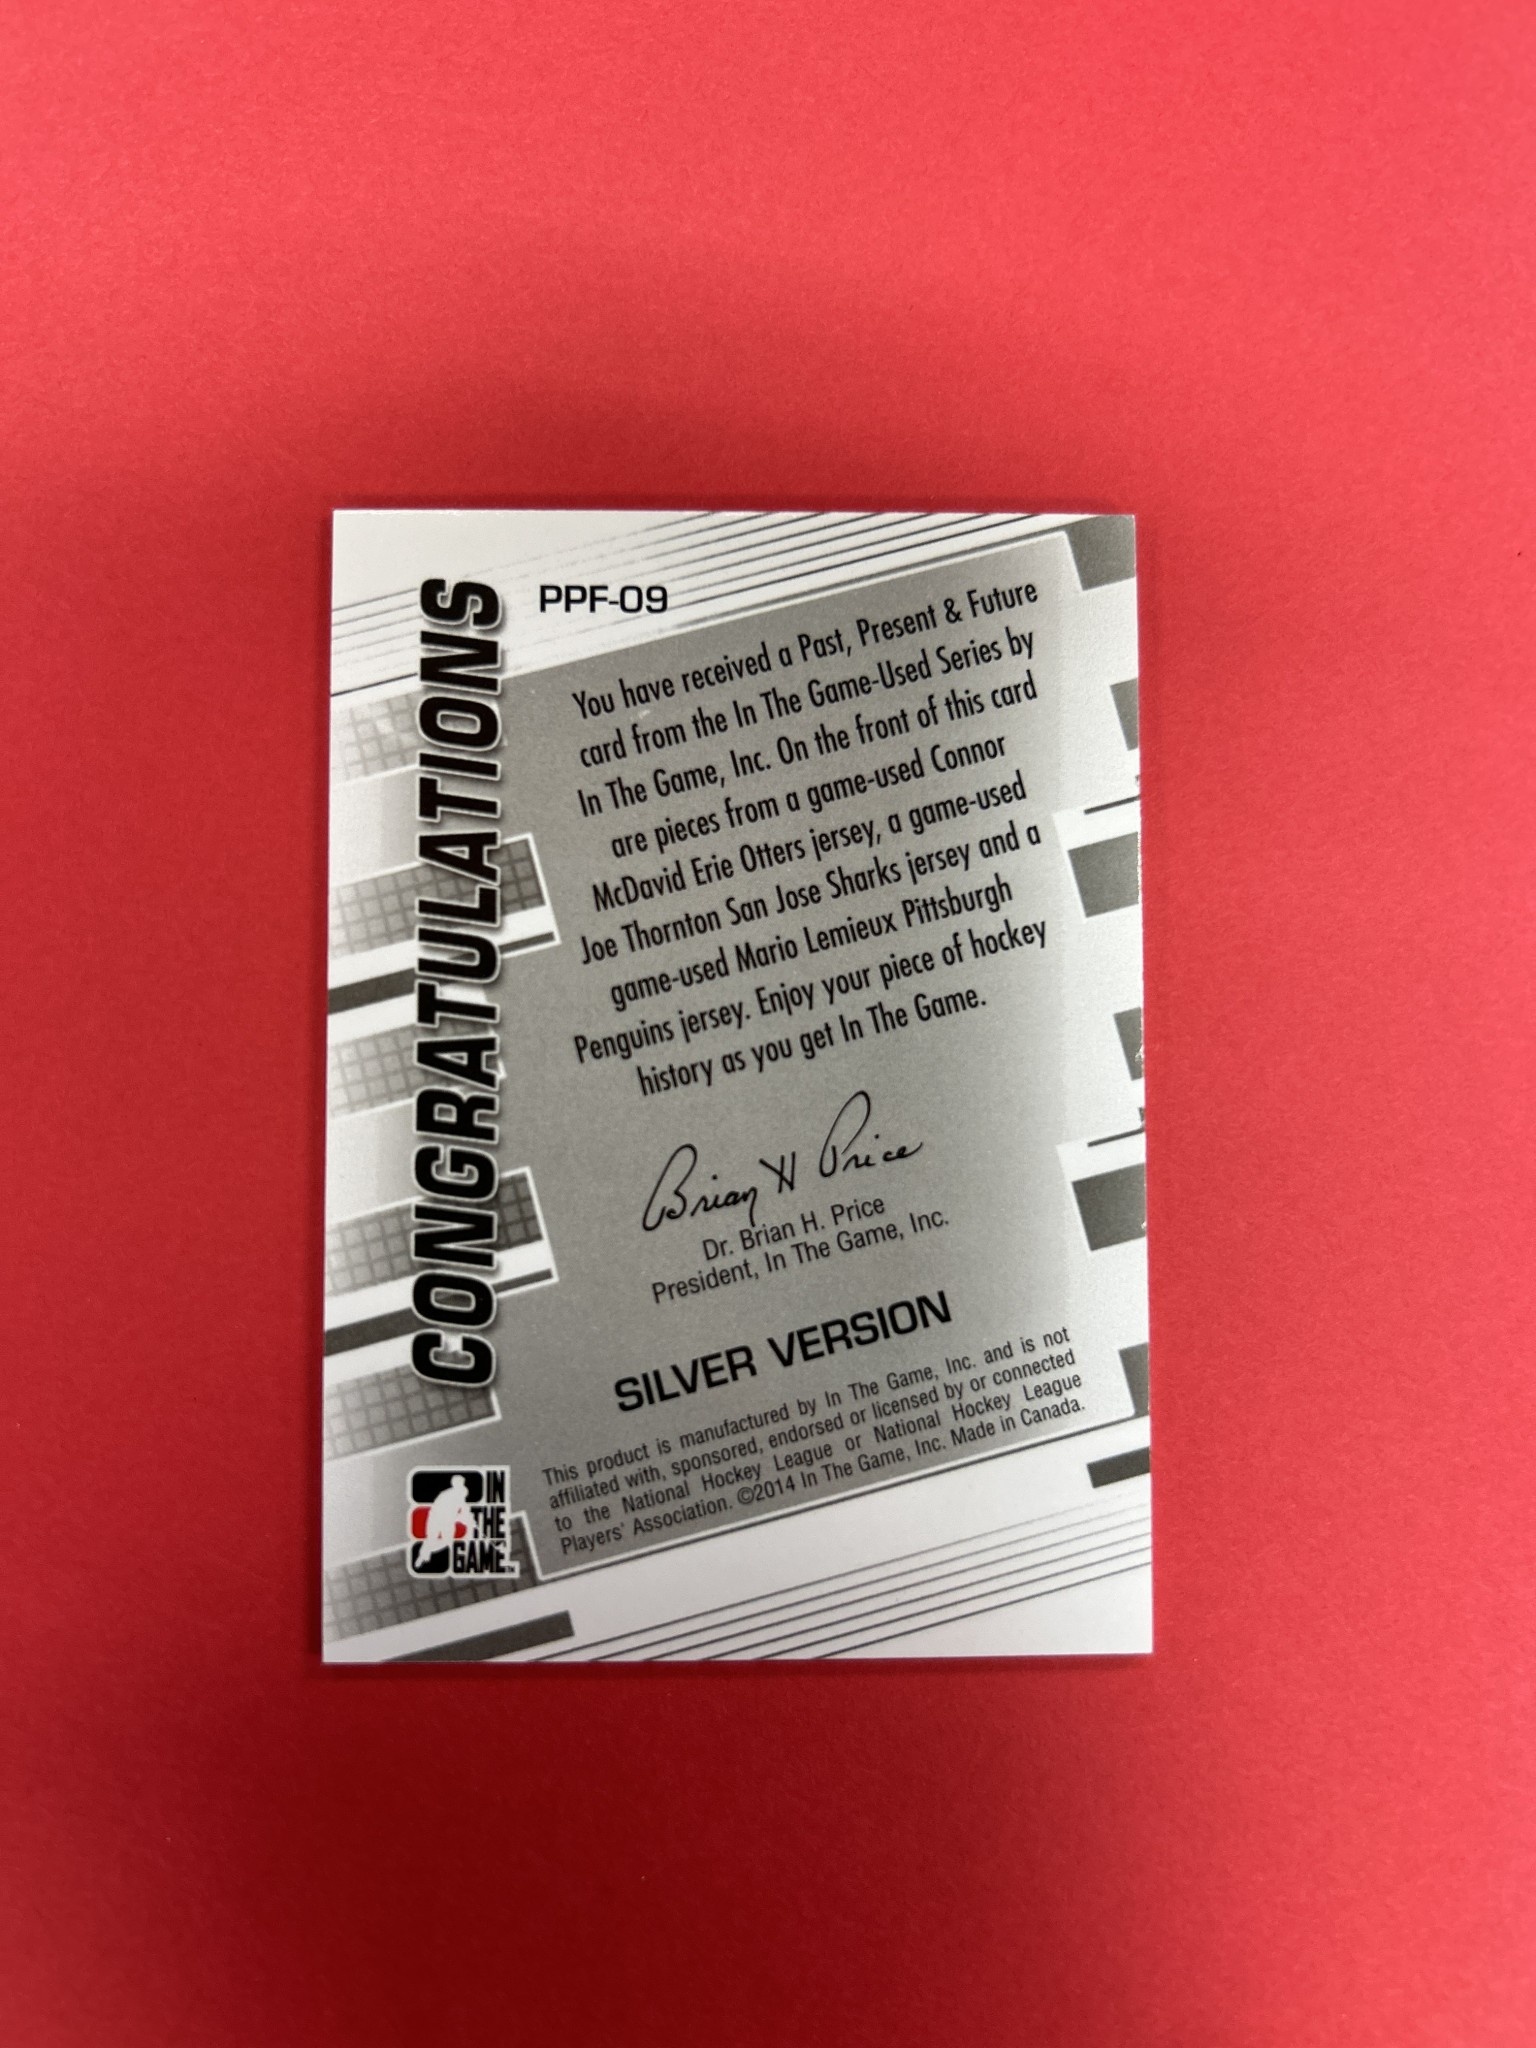 CONGRATULATIONS
PPF-09
You have received a Past, Present & Future
card from the In The Game-Used Series by
In The Game, Inc. On the front of this card
are pieces from a game-used Connor
McDavid Erie Otters jersey, a game-used
Joe Thornton San Jose Sharks jersey and a
game-used Mario Lemieux Pittsburgh
Penguins jersey. Enjoy your piece of hockey
history as you get In The Game.
Brian H Price
Dr. Brian H. Price
President, In The Game, Inc.
SILVER VERSION
This product is manufactured by In The Game, Inc. and is not
affiliated with, sponsored, endorsed or licensed by or connected
to the National Hockey League or National Hockey League
Players' Association. ©2014 In The Game, Inc. Made in Canada.
IN
THE
GAME